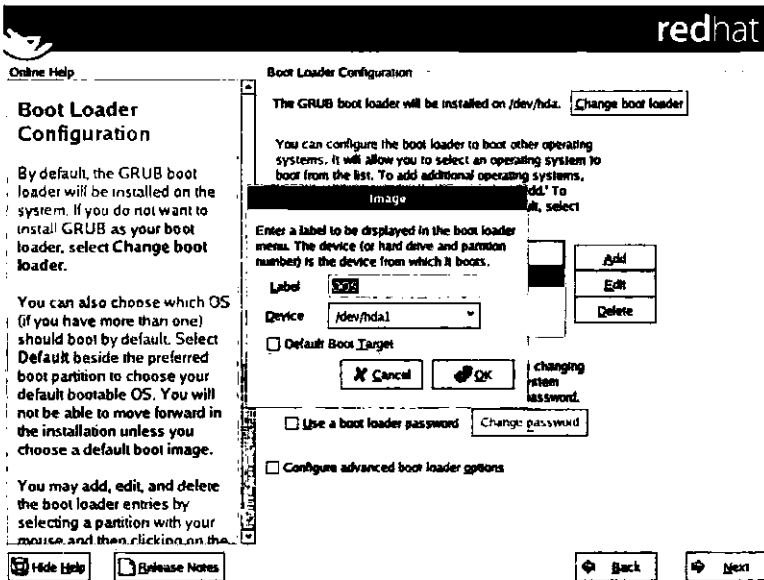 redhat
Online Help
Boot Loader
Configuration
By default, the GRUB boot
loader will be installed on the
system. If you do not want to
install GRUB as your boot
loader, select Change boot
loader.
You can also choose which OS
(if you have more than one)
should boot by default. Select
Default beside the preferred
boot partition to choose your
default bootable OS. You will
not be able to move forward in
the installation unless you
choose a default boot image.
You may add, edit, and delete
the boot loader entries by
selecting a partition with your
mouse and then clicking on the
Boot Loader Configuration
The GRUB boot loader will be installed on /dev/hda.
Change boot loader
You can configure the boot loader to boot other operating
systems. It will allow you to select an operating system to
boot from the list. To add additional operating systems,
dd.' To
select
Image
Enter a label to be displayed in the boot loader
menu. The device (or hard drive and partition
number) is the device from which it boots.
Label
Device /dev/hda1
Default Boot Target
Cancel
OK
Add
Edit
Delete
changing
password.
Use a boot loader password
Change password
Configure advanced boot loader options
Hide Help
Release Notes
Back
Next